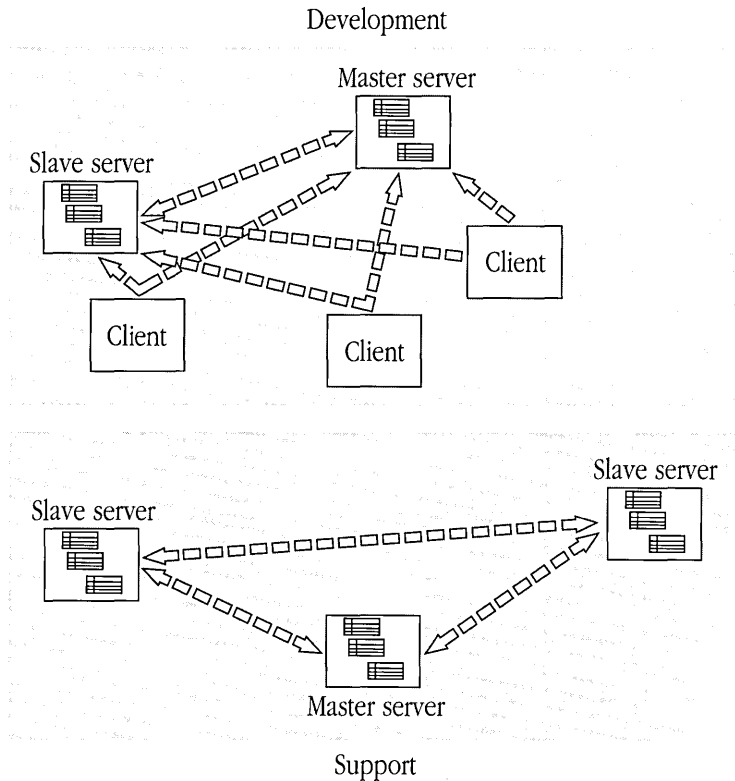 Development
Master server
Slave server
Client
Client
Client
Slave server
Slave server
Master server
Support